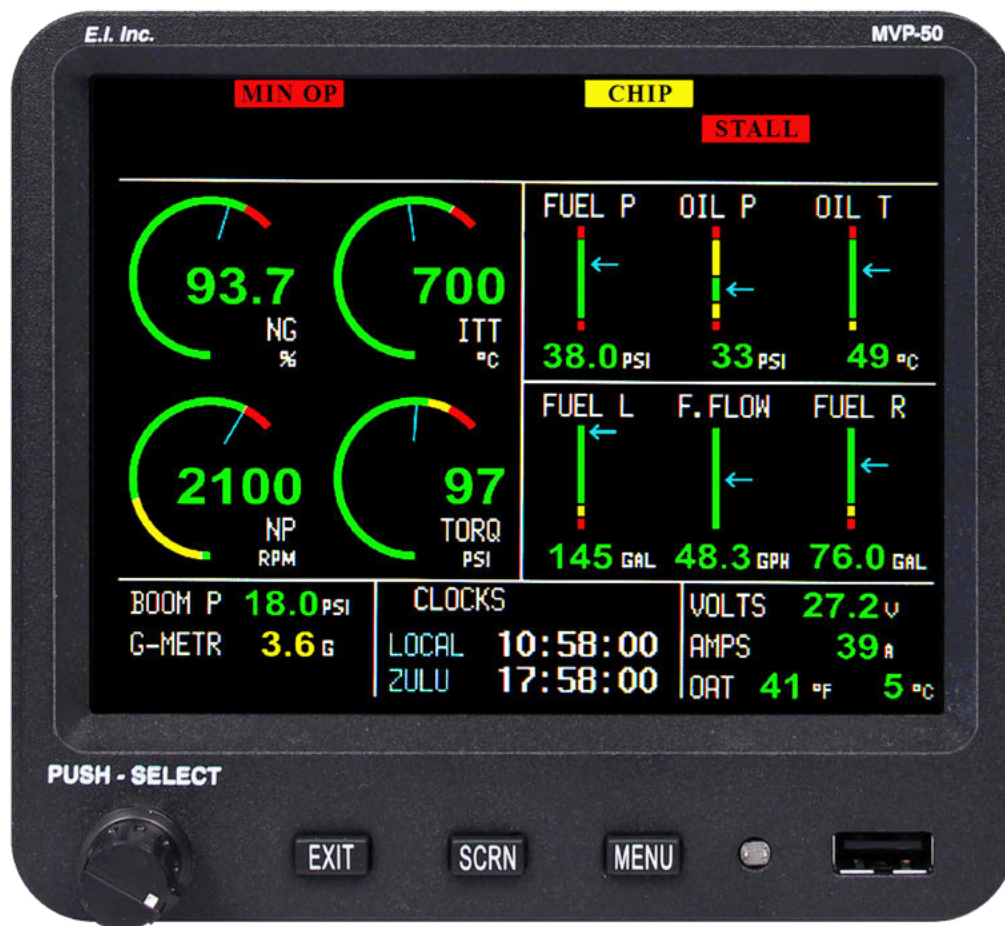 E.I. Inc. MVP-50
MIN OP CHIP
STALL
FUEL P OIL P OIL T
93.7 NG %
700 ITT °C
38.0 PSI 33 PSI 49 °C
FUEL L F.FLOW FUEL R
2100 NP RPM
97 TORQ PSI
145 GAL 48.3 GPH 76.0 GAL
BOOM P 18.0 PSI
G-METR 3.6 G
CLOCKS
LOCAL 10:58:00
ZULU 17:58:00
VOLTS 27.2 V
AMPS 39 A
OAT 41 °F 5 °C
PUSH - SELECT
EXIT SCRN MENU